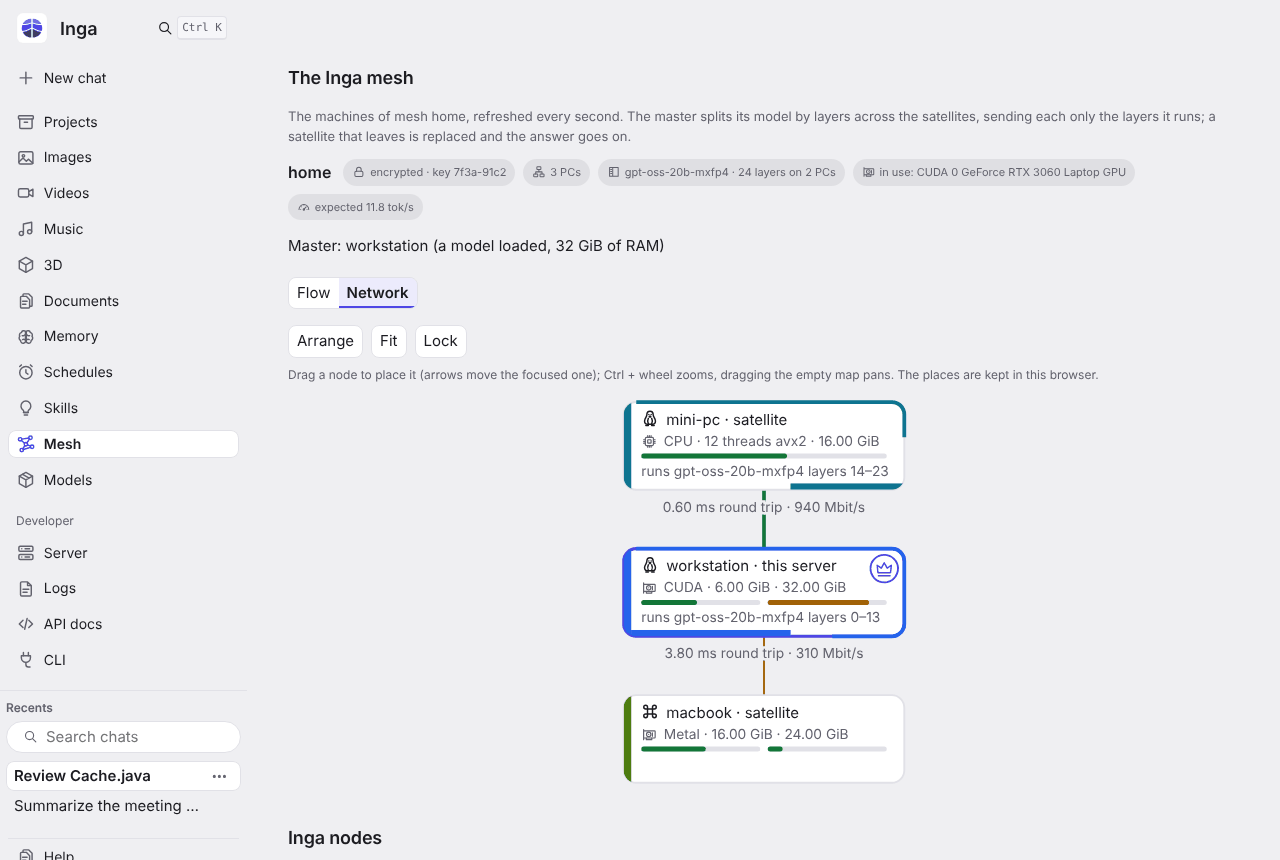 Inga
Ctrl K
New chat
Projects
Images
Videos
Music
3D
Documents
Memory
Schedules
Skills
Mesh
Models
Developer
Server
Logs
API docs
CLI
Recents
Search chats
Review Cache.java
Summarize the meeting ...
Help
The Inga mesh
The machines of mesh home, refreshed every second. The master splits its model by layers across the satellites, sending each only the layers it runs; a
satellite that leaves is replaced and the answer goes on.
home encrypted · key 7f3a-91c2 3 PCs gpt-oss-20b-mxfp4 · 24 layers on 2 PCs in use: CUDA 0 GeForce RTX 3060 Laptop GPU
expected 11.8 tok/s
Master: workstation (a model loaded, 32 GiB of RAM)
Flow Network
Arrange Fit Lock
Drag a node to place it (arrows move the focused one); Ctrl + wheel zooms, dragging the empty map pans. The places are kept in this browser.
mini-pc · satellite
CPU · 12 threads avx2 · 16.00 GiB
runs gpt-oss-20b-mxfp4 layers 14–23
0.60 ms round trip · 940 Mbit/s
workstation · this server
CUDA · 6.00 GiB · 32.00 GiB
runs gpt-oss-20b-mxfp4 layers 0–13
3.80 ms round trip · 310 Mbit/s
macbook · satellite
Metal · 16.00 GiB · 24.00 GiB
Inga nodes